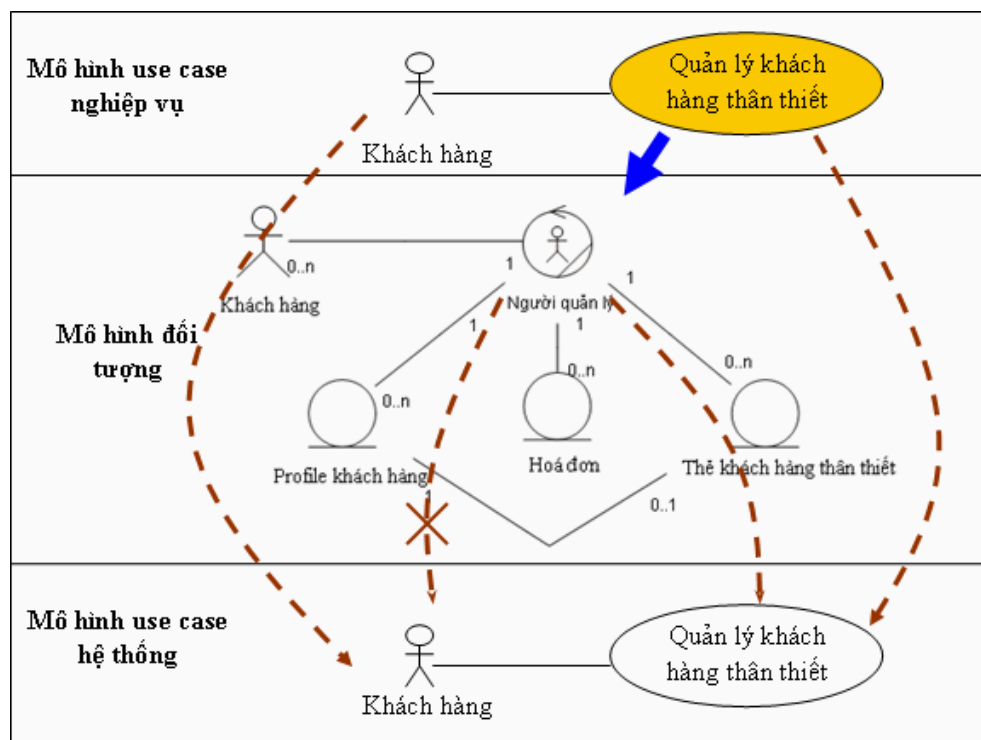 Mô hình use case
nghiệp vụ
Khách hàng
Quản lý khách
hàng thân thiết
Mô hình đối
tượng
Khách hàng
0..n
1
Người quản lý
1
1
1
0..n
0..n
0..n
Profile khách hàng
Hoá đơn
Thẻ khách hàng thân thiết
1
0..1
Mô hình use case
hệ thống
Khách hàng
Quản lý khách
hàng thân thiết